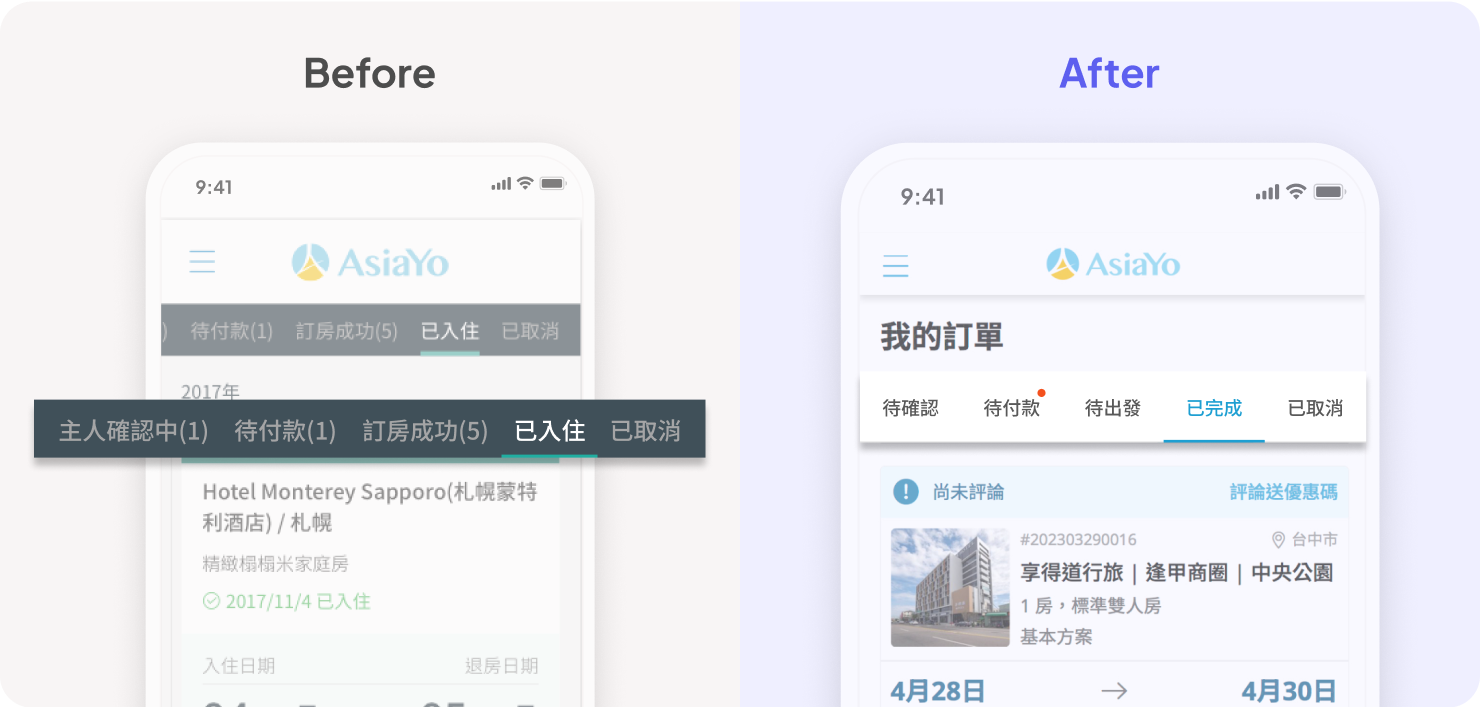 Before
9:41
AsiaYo
) 待付款(1) 訂房成功(5) 已入住 已取消
2017年
主人確認中(1) 待付款(1) 訂房成功(5) 已入住 已取消
Hotel Monterey Sapporo(札幌蒙特
利酒店) / 札幌
精緻榻榻米家庭房
2017/11/4 已入住
入住日期 退房日期
After
9:41
AsiaYo
我的訂單
待確認 待付款 待出發 已完成 已取消
尚未評論 評論送優惠碼
#202303290016 台中市
享得道行旅 | 逢甲商圈 | 中央公園
1 房，標準雙人房
基本方案
4月28日 → 4月30日